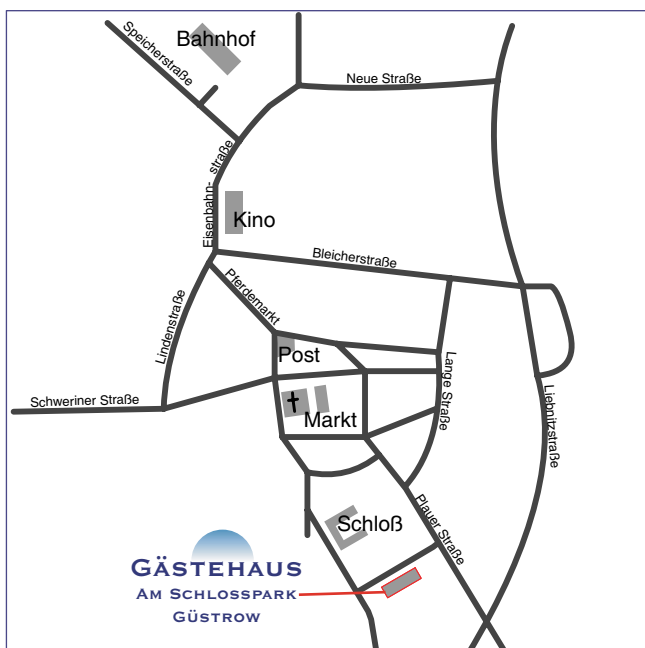 Bahnhof
Speicherstraße
Neue Straße
Eisenbahn-
straße
Kino
Bleicherstraße
Pferdemarkt
Lindenstraße
Post
Lange Straße
Schweriner Straße
Markt
Liebnitzstraße
Schloß
Plauer Straße
GÄSTEHAUS
AM SCHLOSSPARK
GÜSTROW